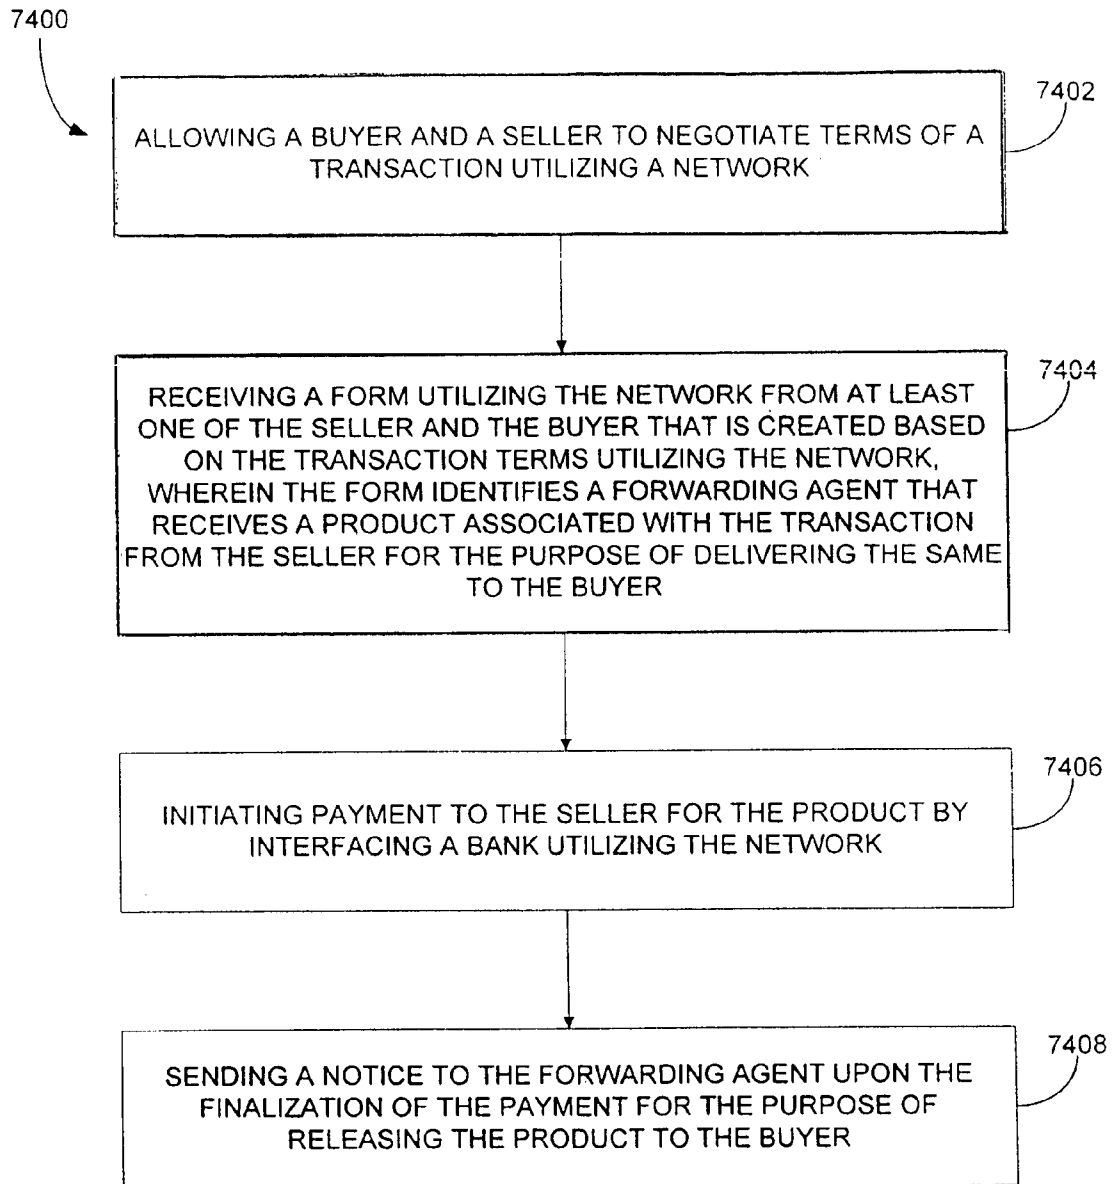 7400
7402
ALLOWING A BUYER AND A SELLER TO NEGOTIATE TERMS OF A
TRANSACTION UTILIZING A NETWORK
7404
RECEIVING A FORM UTILIZING THE NETWORK FROM AT LEAST
ONE OF THE SELLER AND THE BUYER THAT IS CREATED BASED
ON THE TRANSACTION TERMS UTILIZING THE NETWORK,
WHEREIN THE FORM IDENTIFIES A FORWARDING AGENT THAT
RECEIVES A PRODUCT ASSOCIATED WITH THE TRANSACTION
FROM THE SELLER FOR THE PURPOSE OF DELIVERING THE SAME
TO THE BUYER
7406
INITIATING PAYMENT TO THE SELLER FOR THE PRODUCT BY
INTERFACING A BANK UTILIZING THE NETWORK
7408
SENDING A NOTICE TO THE FORWARDING AGENT UPON THE
FINALIZATION OF THE PAYMENT FOR THE PURPOSE OF
RELEASING THE PRODUCT TO THE BUYER